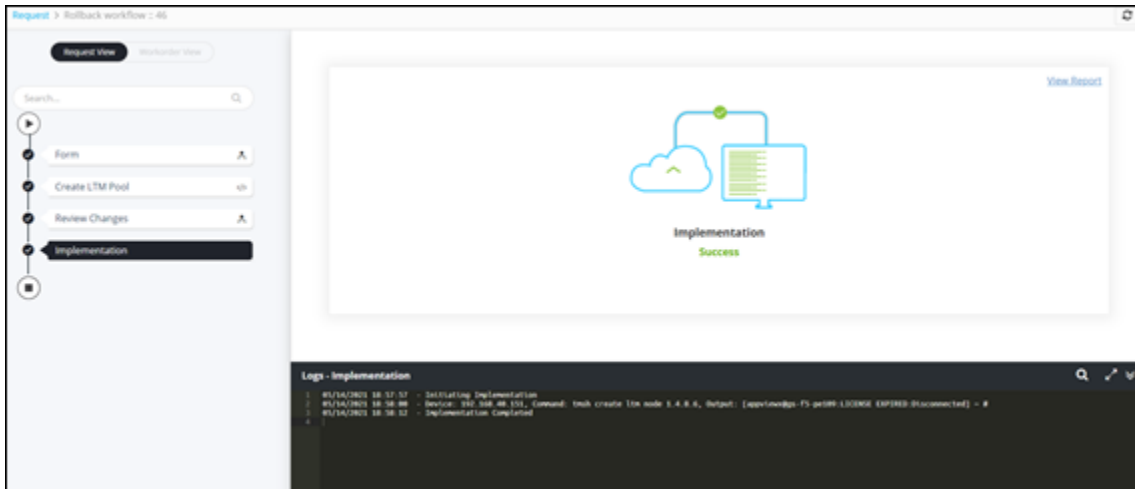 Request > Rollback workflow :: 46
Request View Workorder View
Search...
View Report
Form
Create LTM Pool
Review Changes
Implementation
Implementation
Success
Logs - Implementation
1 05/14/2021 18:57:57 - Initiating Implementation
2 05/14/2021 18:58:00 - Device: 192.168.40.151, Command: tmsh create ltm node 1.4.8.6, Output: [appviewx@gs-f5-pet09:LICENSE EXPIRED:Disconnected] ~ #
3 05/14/2021 18:58:12 - Implementation Completed
4